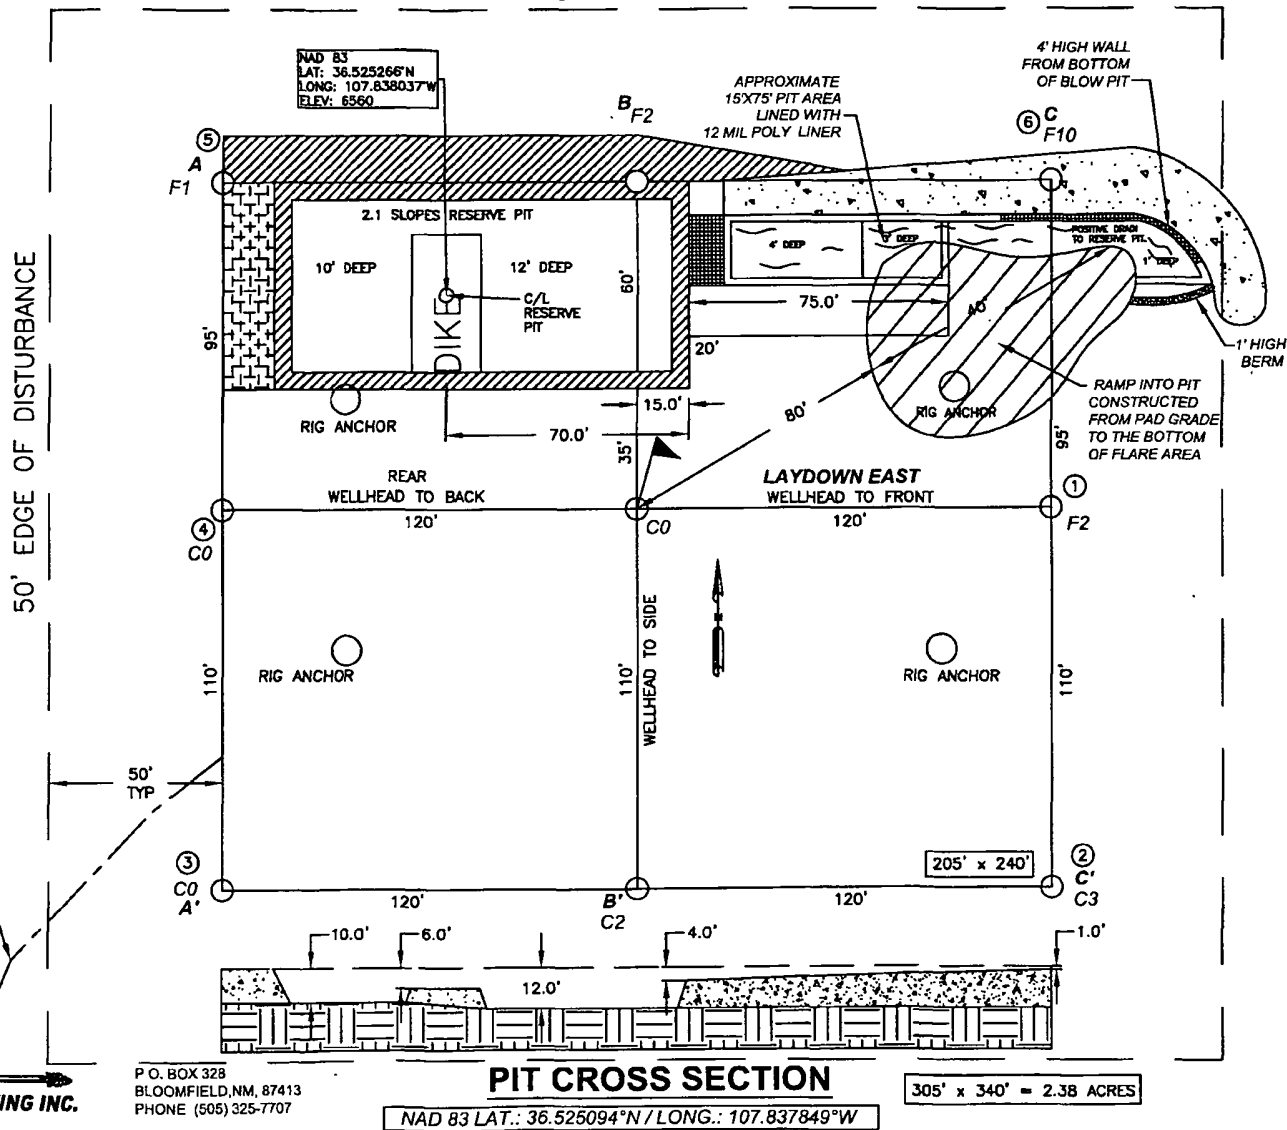 NAD 83
LAT: 36.525266°N
LONG: 107.838037°W
ELEV: 6560
4' HIGH WALL
FROM BOTTOM
OF BLOW PIT
APPROXIMATE
15'X75' PIT AREA
LINED WITH
12 MIL POLY LINER
5
A
F1
B
F2
6
C
F10
2.1 SLOPES RESERVE PIT
10' DEEP
12' DEEP
DIKE
C/L
RESERVE
PIT
60'
4' DEEP
3' DEEP
POSITIVE DRAIN
TO RESERVE PIT.
1' DEEP
75.0'
20'
1' HIGH
BERM
RAMP INTO PIT
CONSTRUCTED
FROM PAD GRADE
TO THE BOTTOM
OF FLARE AREA
RIG ANCHOR
RIG ANCHOR
15.0'
70.0'
80'
95'
95'
35'
50' EDGE OF DISTURBANCE
REAR
WELLHEAD TO BACK
120'
LAYDOWN EAST
WELLHEAD TO FRONT
120'
4
C0
C0
1
F2
WELLHEAD TO SIDE
110'
110'
110'
RIG ANCHOR
RIG ANCHOR
50'
TYP
205' x 240'
3
C0
A'
120'
B'
C2
120'
2
C'
C3
10.0'
6.0'
12.0'
4.0'
1.0'
ING INC.
P O. BOX 328
BLOOMFIELD, NM, 87413
PHONE (505) 325-7707
PIT CROSS SECTION
305' x 340' = 2.38 ACRES
NAD 83 LAT.: 36.525094°N / LONG.: 107.837849°W